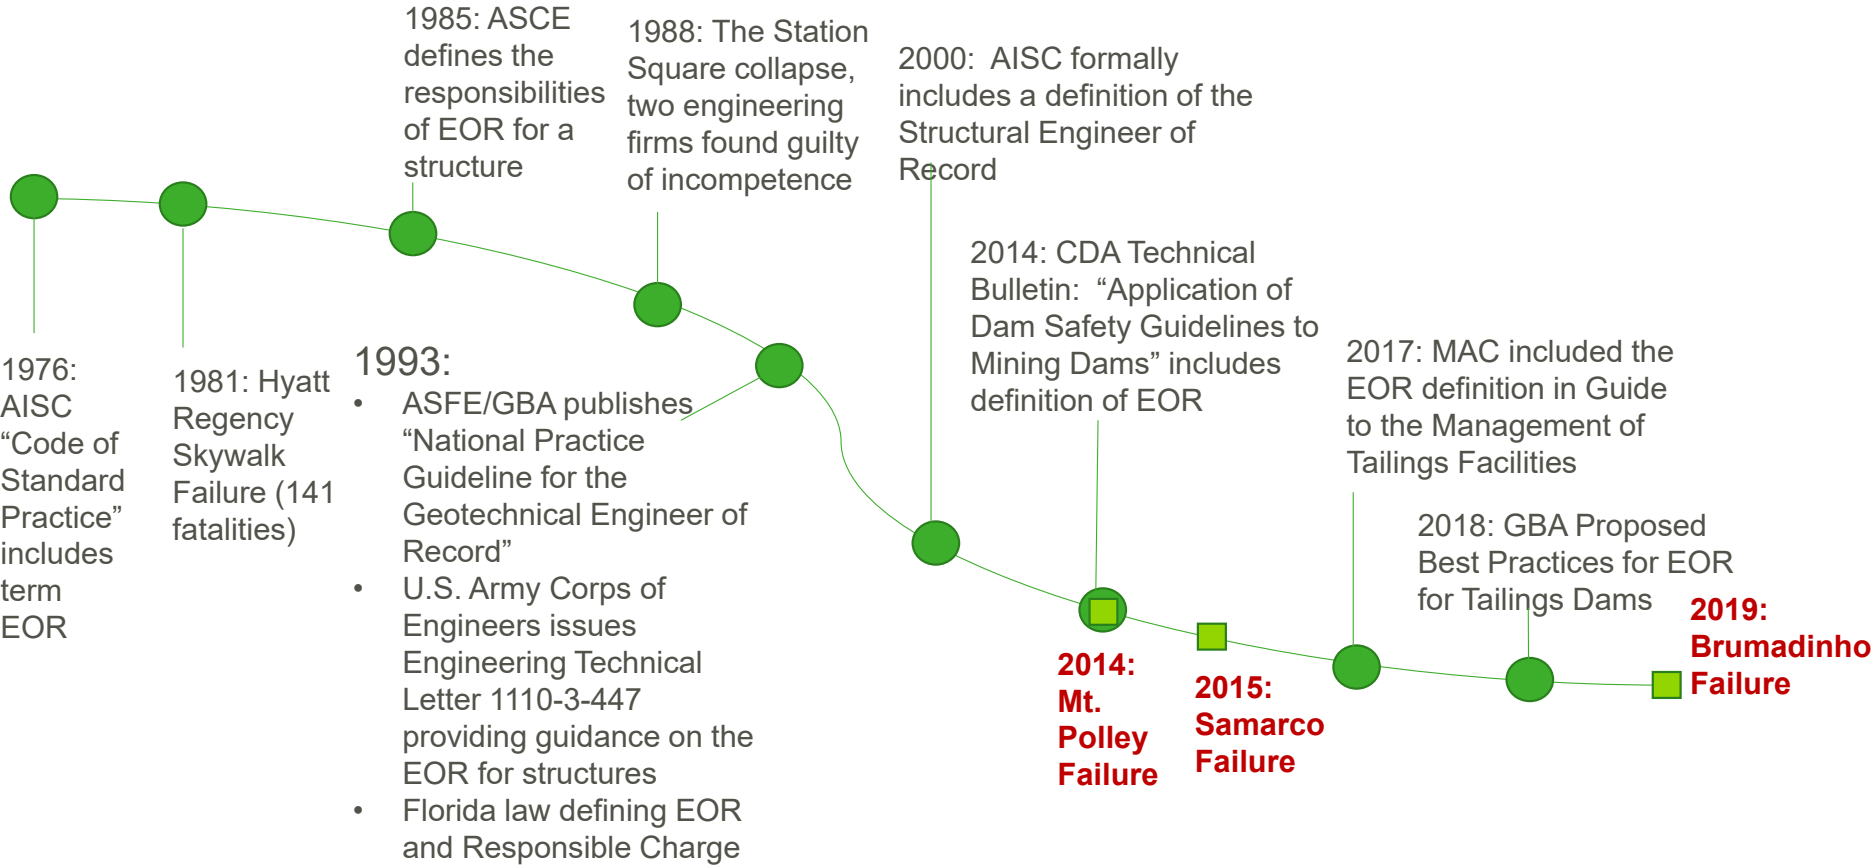 1985: ASCE
defines the
responsibilities
of EOR for a
structure
1988: The Station
Square collapse,
two engineering
firms found guilty
of incompetence
2000: AISC formally
includes a definition of the
Structural Engineer of
Record
2014: CDA Technical
Bulletin: “Application of
Dam Safety Guidelines to
Mining Dams” includes
definition of EOR
2017: MAC included the
EOR definition in Guide
to the Management of
Tailings Facilities
2018: GBA Proposed
Best Practices for EOR
for Tailings Dams
1976:
AISC
“Code of
Standard
Practice”
includes
term
EOR
1981: Hyatt
Regency
Skywalk
Failure (141
fatalities)
1993:
• ASFE/GBA publishes
“National Practice
Guideline for the
Geotechnical Engineer of
Record”
• U.S. Army Corps of
Engineers issues
Engineering Technical
Letter 1110-3-447
providing guidance on the
EOR for structures
• Florida law defining EOR
and Responsible Charge
2014:
Mt.
Polley
Failure
2015:
Samarco
Failure
2019:
Brumadinho
Failure